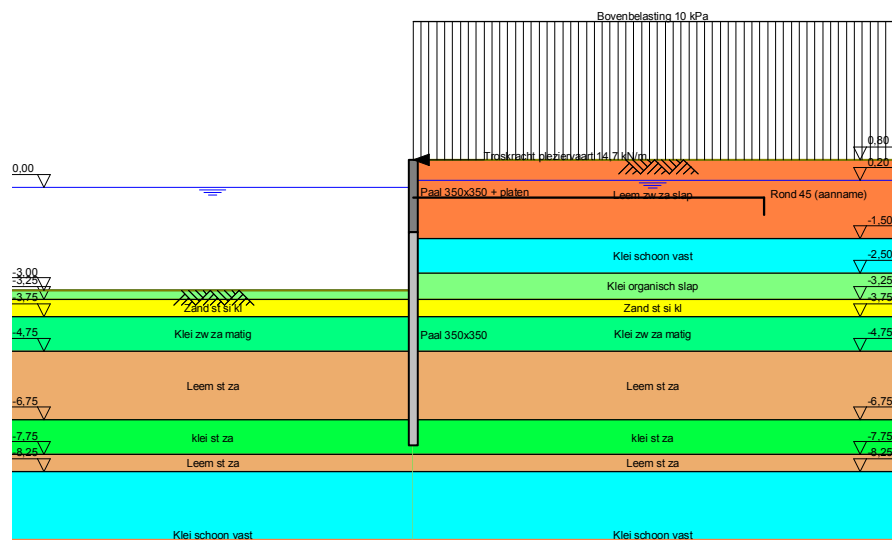 Bovenbelasting 10 kPa
0,80
Troskracht pleziervaart 14.7 kN/m
0,00
0,20
Paal 350x350 + platen
Leem zw za slap
Rond 45 (aanname)
-1,50
Klei schoon vast
-2,50
-3,00
-3,25
Klei organisch slap
-3,25
-3,75
Zand st si kl
Zand st si kl
-3,75
Klei zw za matig
Paal 350x350
Klei zw za matig
-4,75
-4,75
Leem st za
Leem st za
-6,75
-6,75
klei st za
klei st za
-7,75
-7,75
-8,25
Leem st za
Leem st za
-8,25
Klei schoon vast
Klei schoon vast